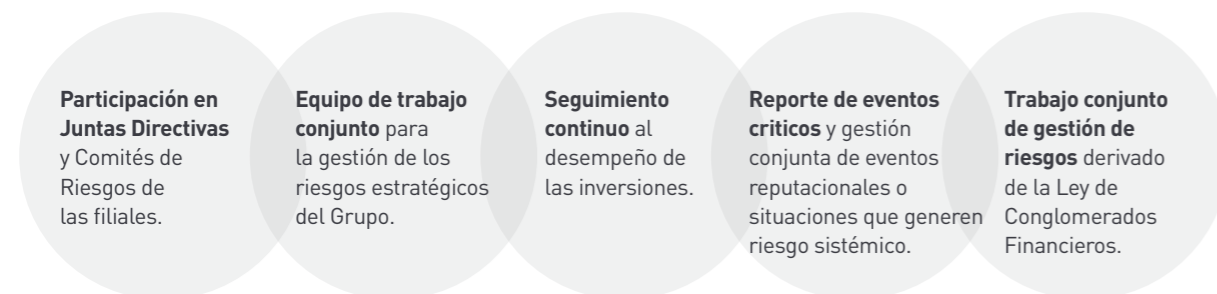 Participación en
Juntas Directivas
y Comités de
Riesgos de
las filiales.
Equipo de trabajo
conjunto para
la gestión de los
riesgos estratégicos
del Grupo.
Seguimiento
continuo al
desempeño de
las inversiones.
Reporte de eventos
criticos y gestión
conjunta de eventos
reputacionales o
situaciones que generen
riesgo sistémico.
Trabajo conjunto
de gestión de
riesgos derivado
de la Ley de
Conglomerados
Financieros.